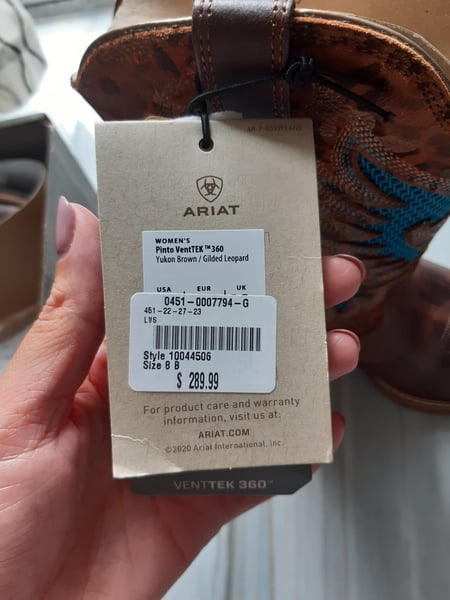 ARIAT
WOMEN'S
Pinto VentTEK™ 360
Yukon Brown / Gilded Leopard
USA EUR UK
0451-0007794-G
451-22-27-23
L#S
Style 10044506
Size 8 B
$ 289.99
For product care and warranty
information, visit us at:
ARIAT.COM
©2020 Ariat International, Inc.
VENTTEK 360™